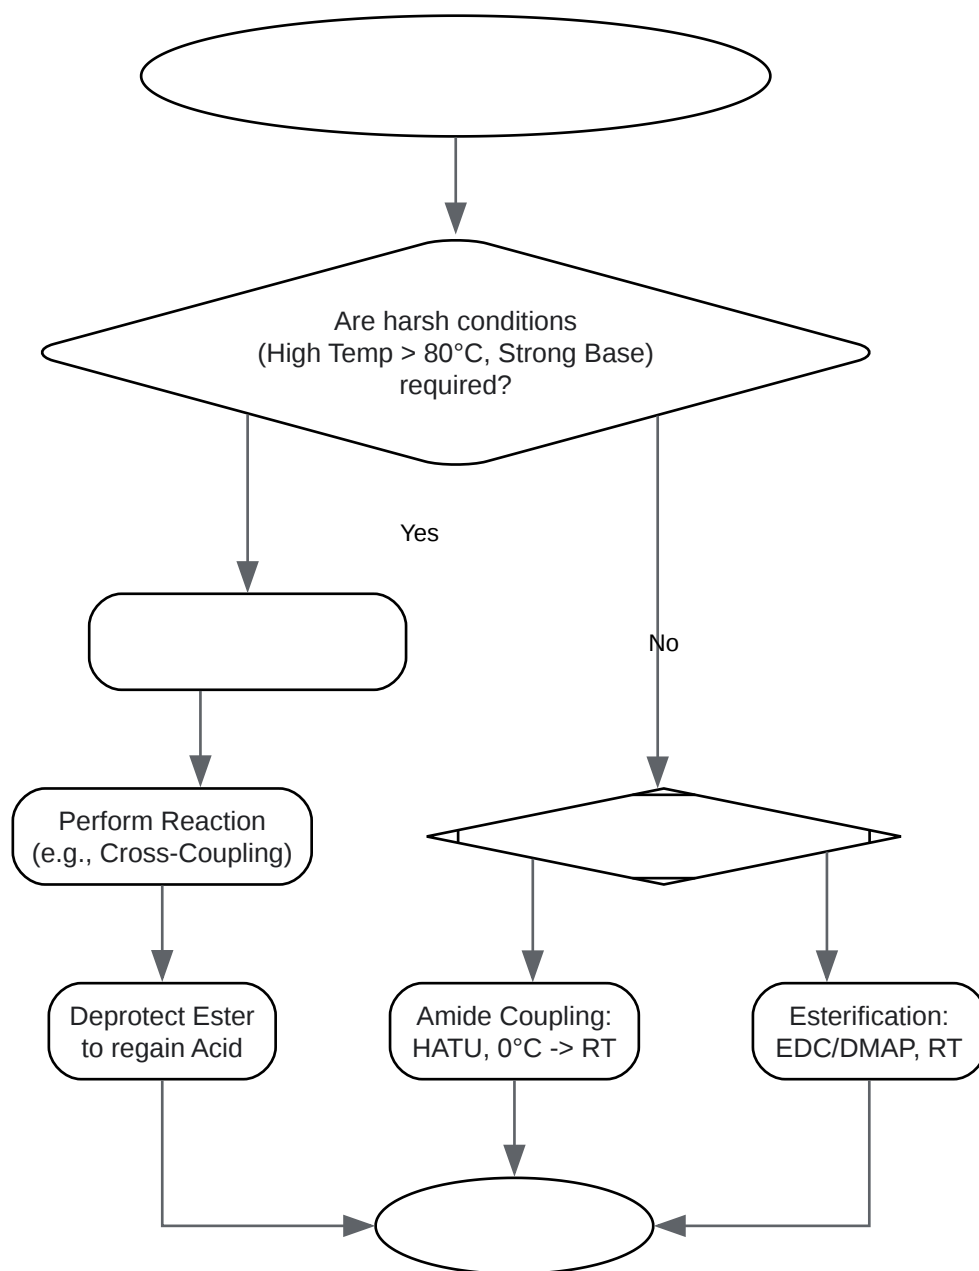 Are harsh conditions
(High Temp > 80°C, Strong Base)
required?
Yes
No
Perform Reaction
(e.g., Cross-Coupling)
Deprotect Ester
to regain Acid
Amide Coupling:
HATU, 0°C -> RT
Esterification:
EDC/DMAP, RT